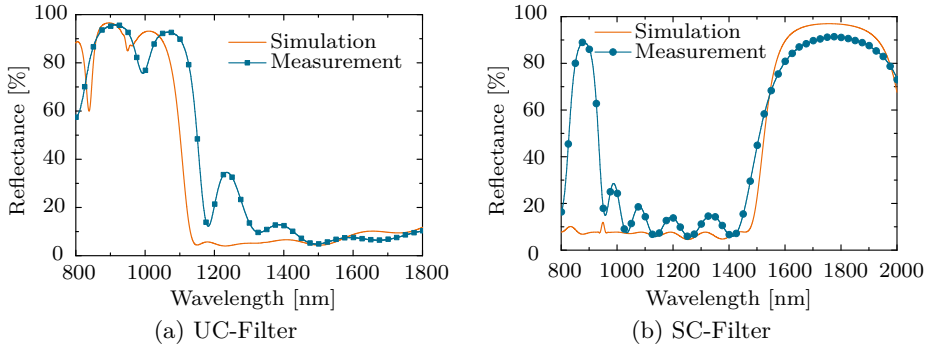 100
80
60
40
20
0
Reflectance [%]
Simulation
Measurement
800 1000 1200 1400 1600 1800
Wavelength [nm]
(a) UC-Filter
100
80
60
40
20
0
Reflectance [%]
Simulation
Measurement
800 1000 1200 1400 1600 1800 2000
Wavelength [nm]
(b) SC-Filter